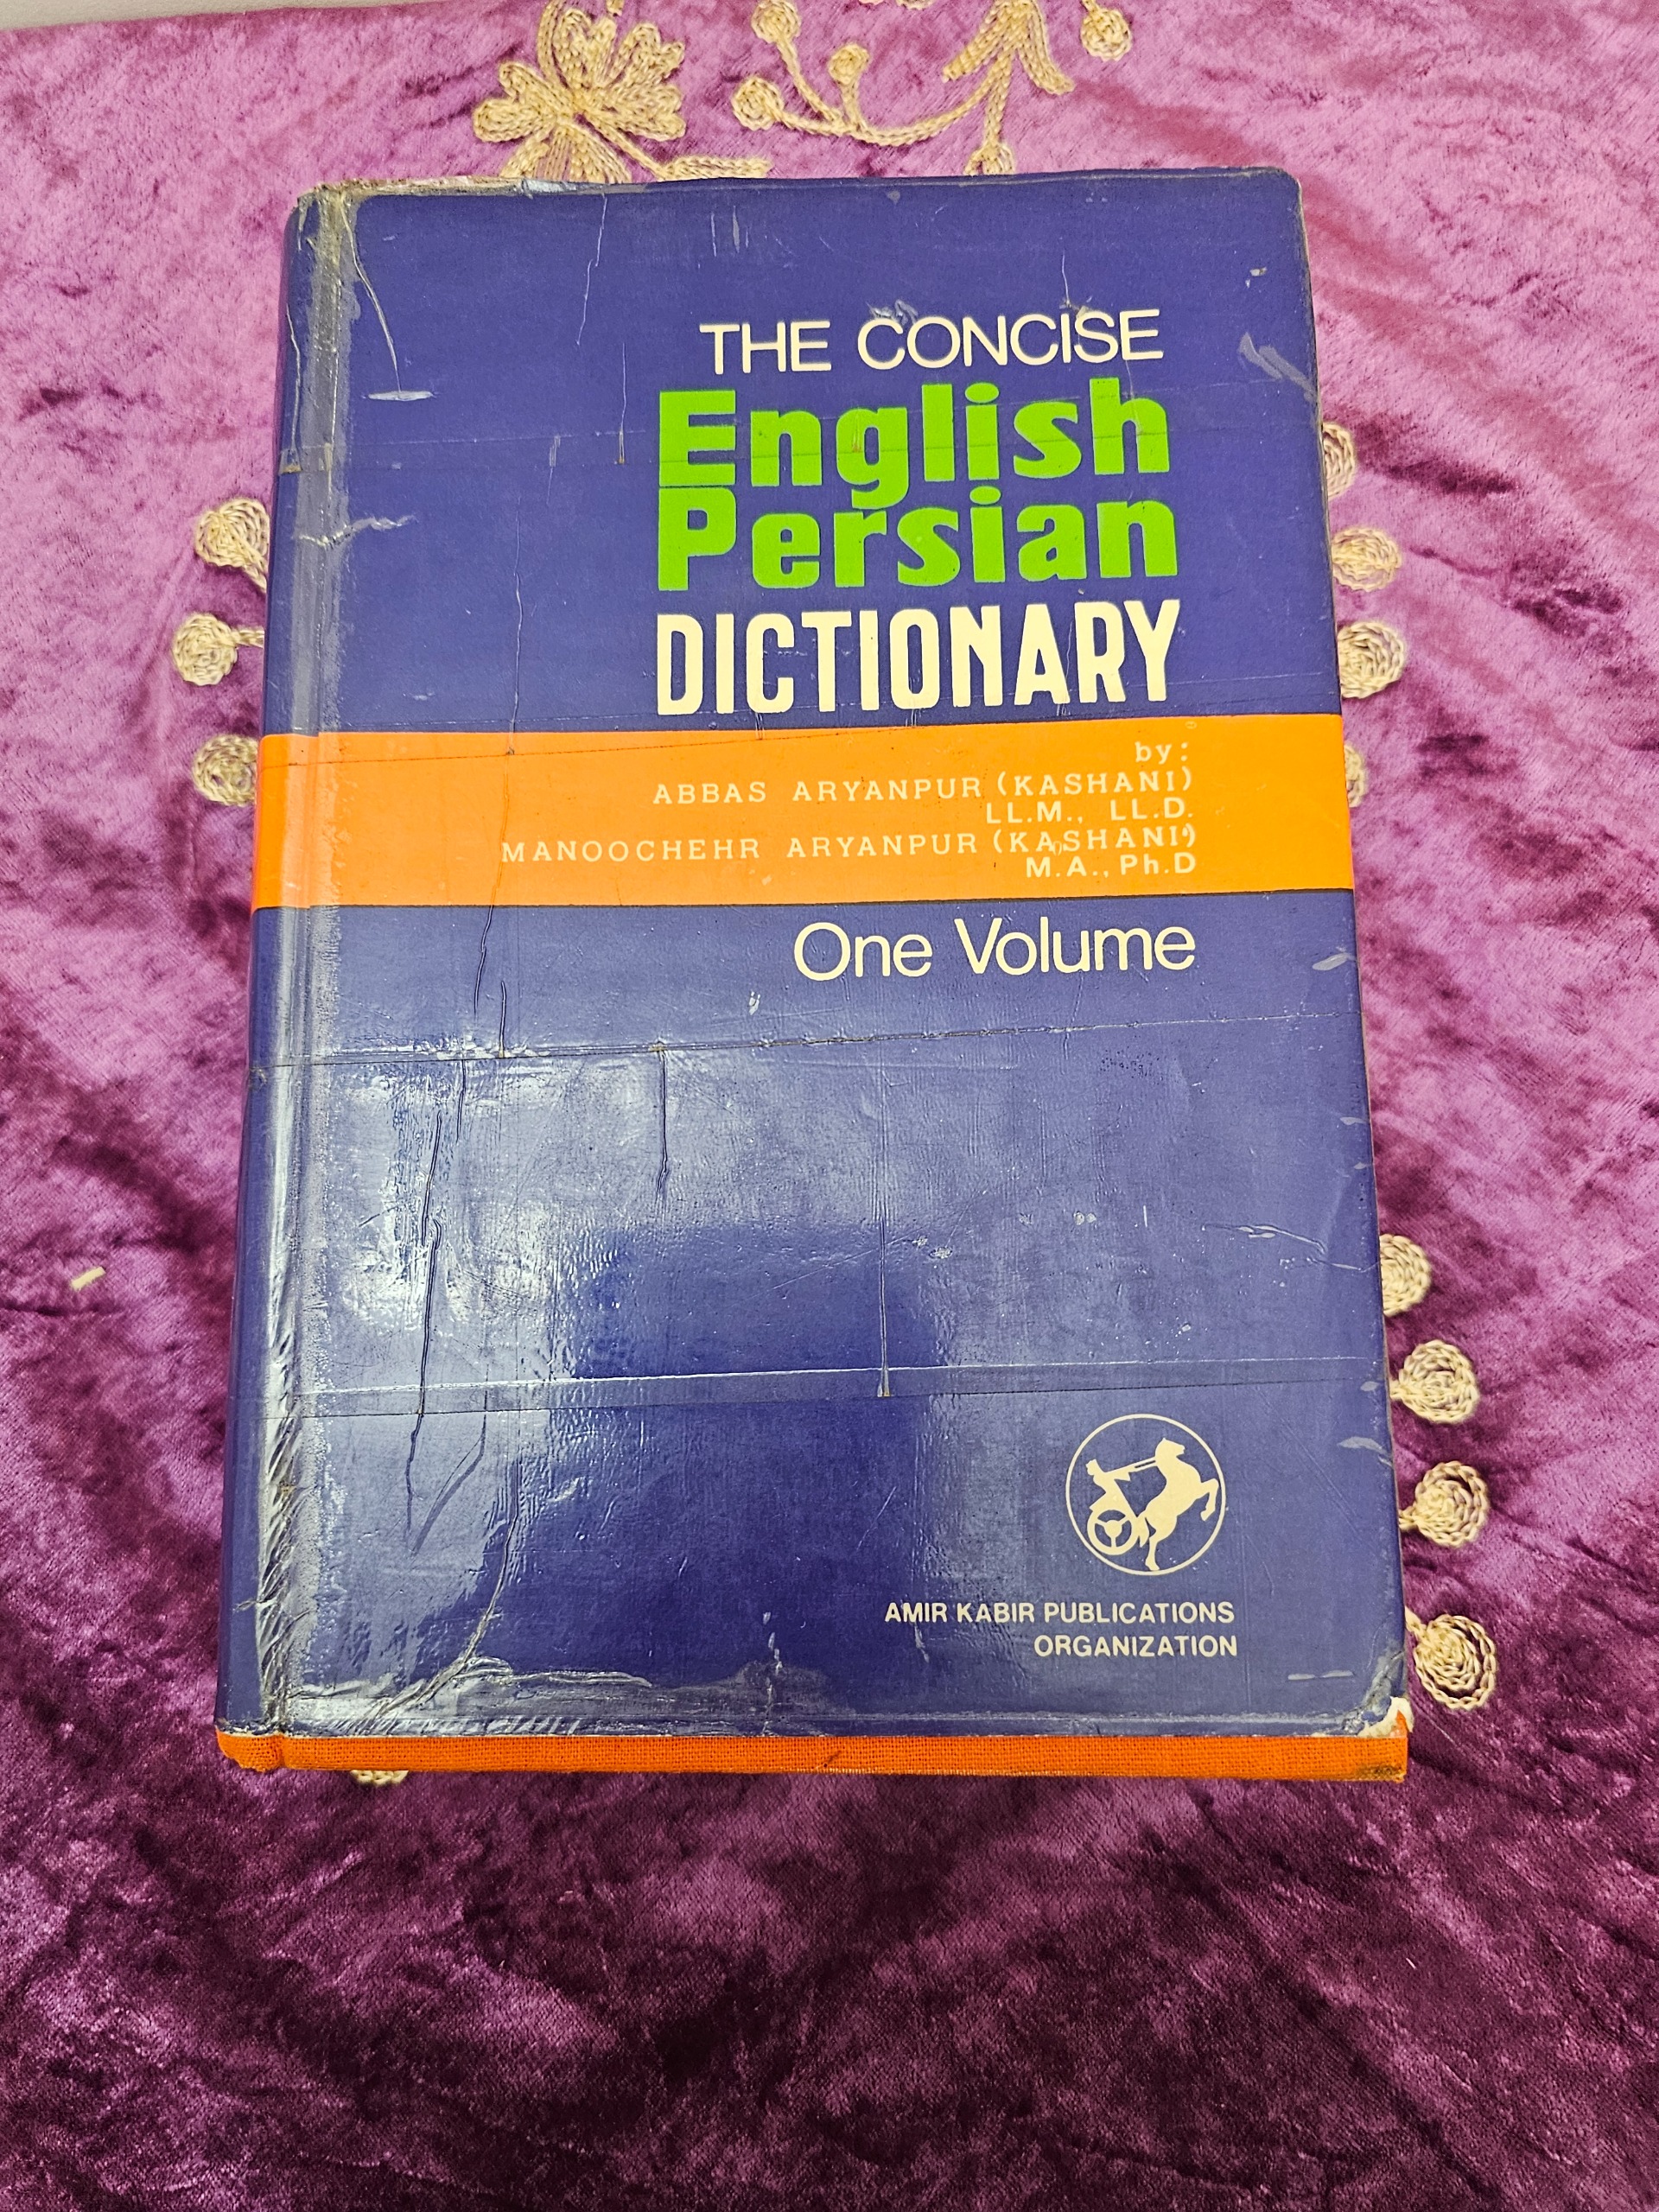 THE CONCISE
English
Persian
DICTIONARY
by:
ABBAS ARYANPUR (KASHANI)
LL.M., LL.D.
MANOOCHEHR ARYANPUR (KASHANI)
M.A., Ph.D
One Volume
AMIR KABIR PUBLICATIONS
ORGANIZATION